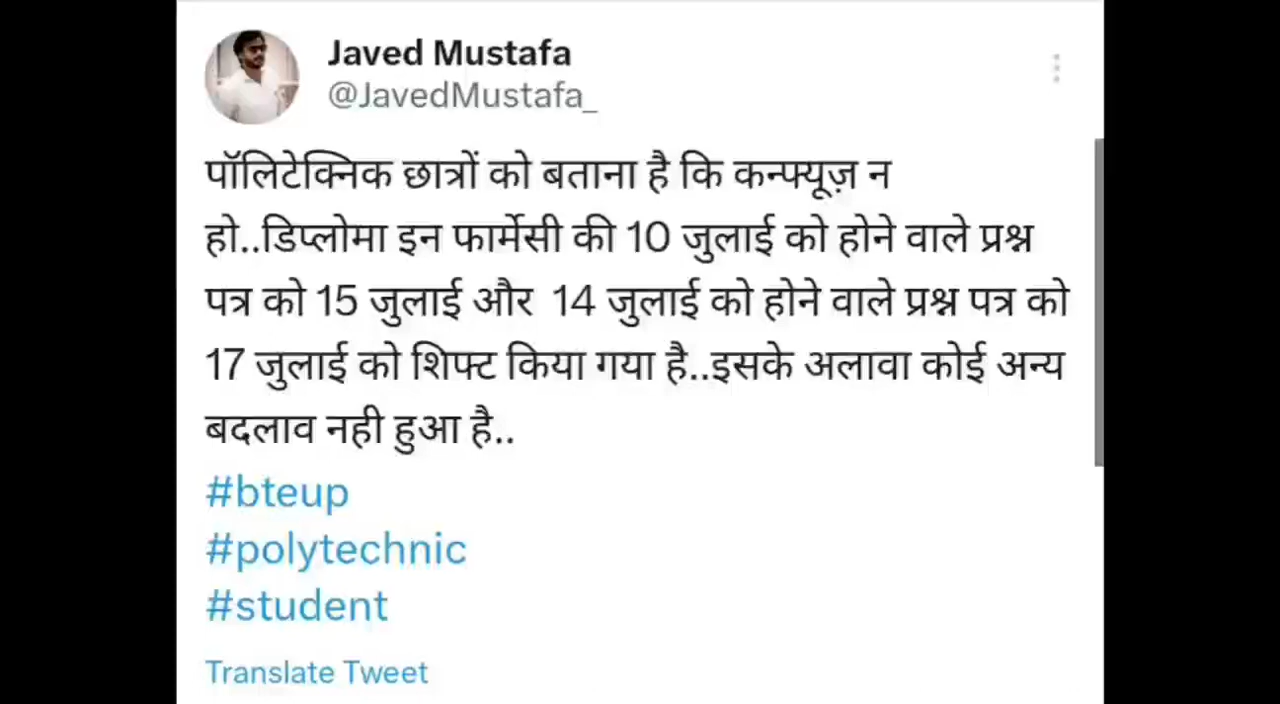 Javed Mustafa
@JavedMustafa_
पॉलिटेक्निक छात्रों को बताना है कि कन्फ्यूज़ न
हो..डिप्लोमा इन फार्मेसी की 10 जुलाई को होने वाले प्रश्न
पत्र को 15 जुलाई और 14 जुलाई को होने वाले प्रश्न पत्र को
17 जुलाई को शिफ्ट किया गया है..इसके अलावा कोई अन्य
बदलाव नही हुआ है..
#bteup
#polytechnic
#student
Translate Tweet